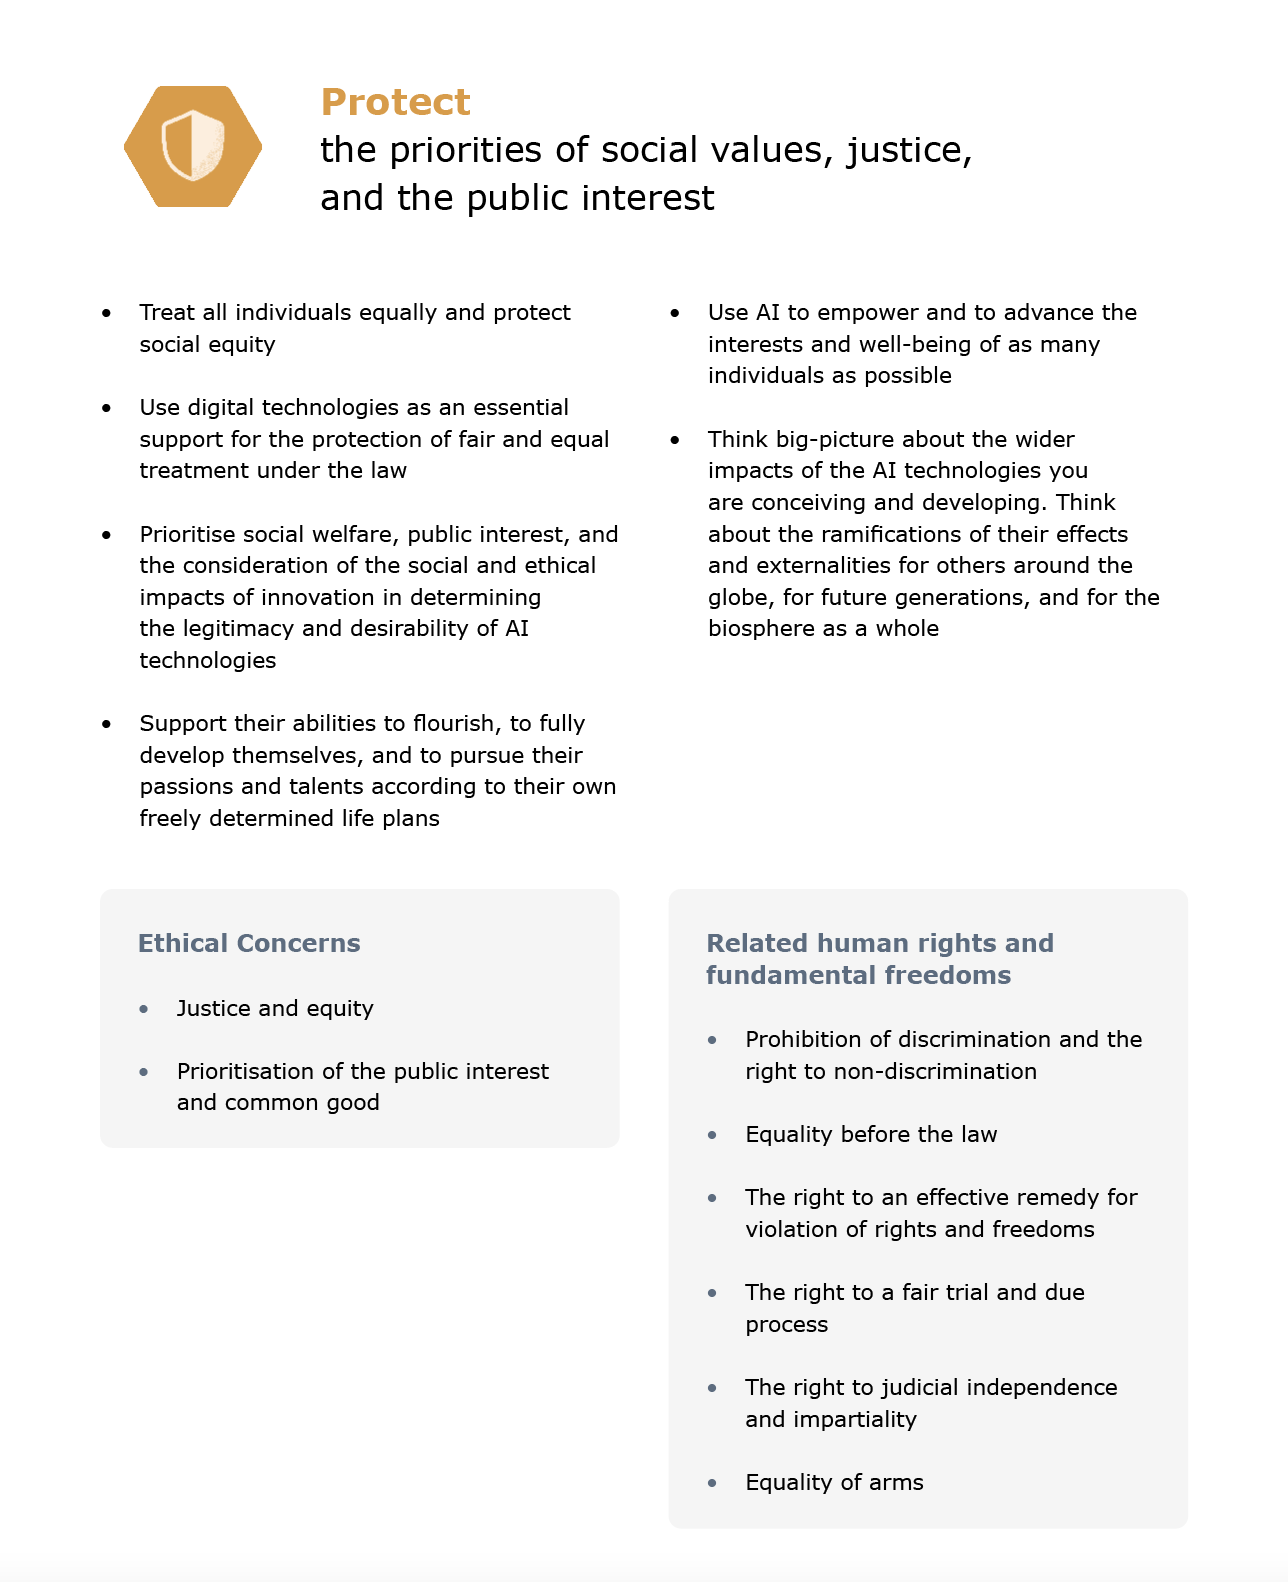 Protect
the priorities of social values, justice,
and the public interest
• Treat all individuals equally and protect
social equity
• Use digital technologies as an essential
support for the protection of fair and equal
treatment under the law
• Prioritise social welfare, public interest, and
the consideration of the social and ethical
impacts of innovation in determining
the legitimacy and desirability of AI
technologies
• Support their abilities to flourish, to fully
develop themselves, and to pursue their
passions and talents according to their own
freely determined life plans
• Use AI to empower and to advance the
interests and well-being of as many
individuals as possible
• Think big-picture about the wider
impacts of the AI technologies you
are conceiving and developing. Think
about the ramifications of their effects
and externalities for others around the
globe, for future generations, and for the
biosphere as a whole
Ethical Concerns
• Justice and equity
• Prioritisation of the public interest
and common good
Related human rights and
fundamental freedoms
• Prohibition of discrimination and the
right to non-discrimination
• Equality before the law
• The right to an effective remedy for
violation of rights and freedoms
• The right to a fair trial and due
process
• The right to judicial independence
and impartiality
• Equality of arms